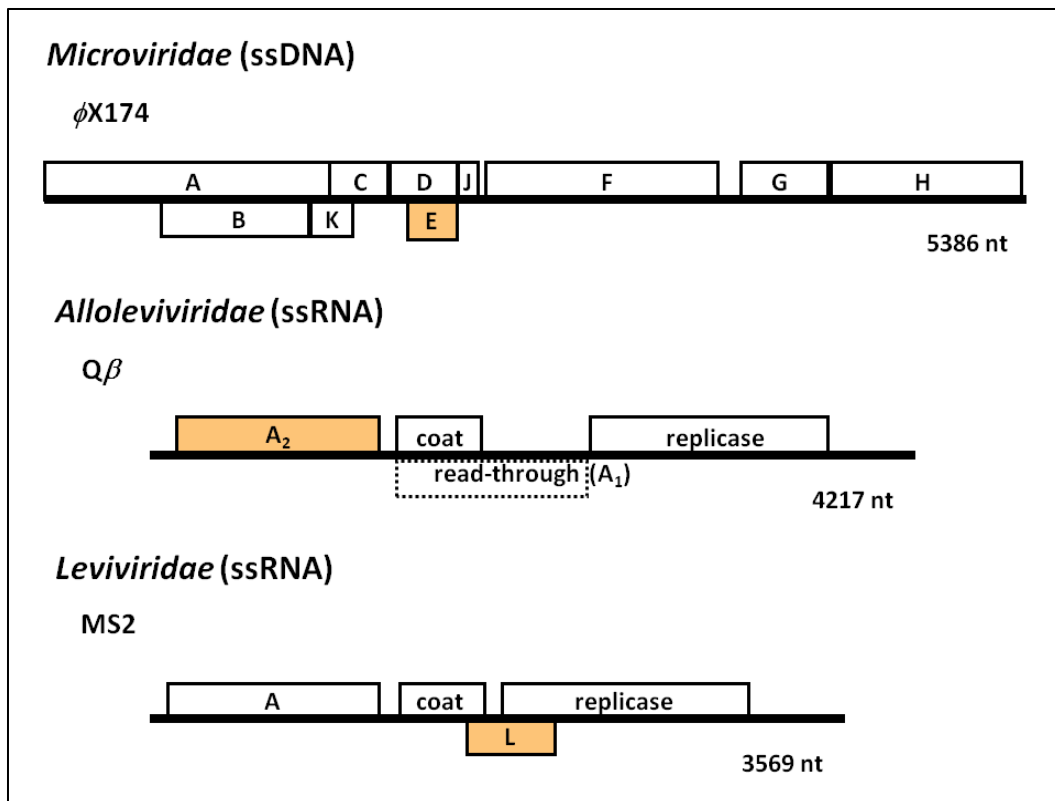 Microviridae (ssDNA)
ϕX174
A C D J F G H
B K E
5386 nt
Alloleviviridae (ssRNA)
Qβ
A₂ coat replicase
read-through (A₁)
4217 nt
Leviviridae (ssRNA)
MS2
A coat replicase
L
3569 nt